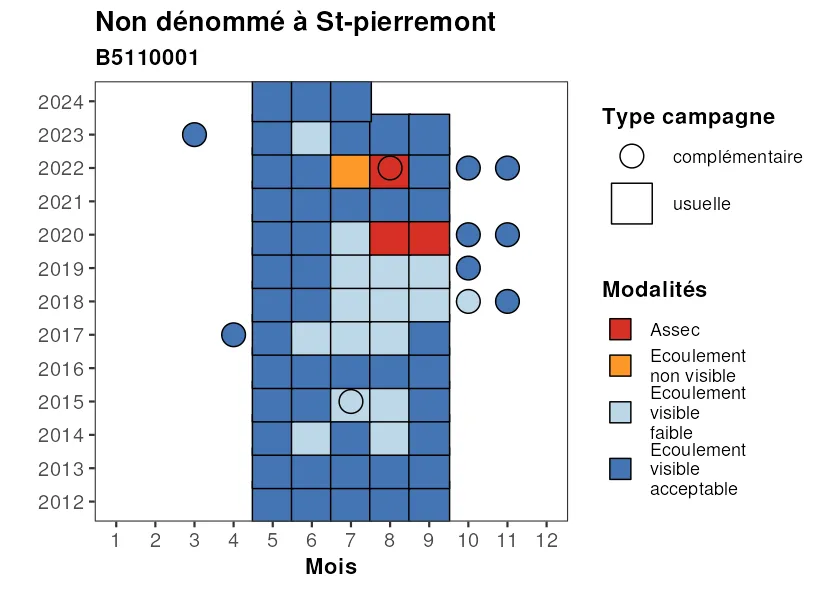 Non dénommé à St-pierremont
B5110001
2024
2023
2022
2021
2020
2019
2018
2017
2016
2015
2014
2013
2012
1 2 3 4 5 6 7 8 9 10 11 12
Mois
Type campagne
complémentaire
usuelle
Modalités
Assec
Ecoulement
non visible
Ecoulement
visible
faible
Ecoulement
visible
acceptable